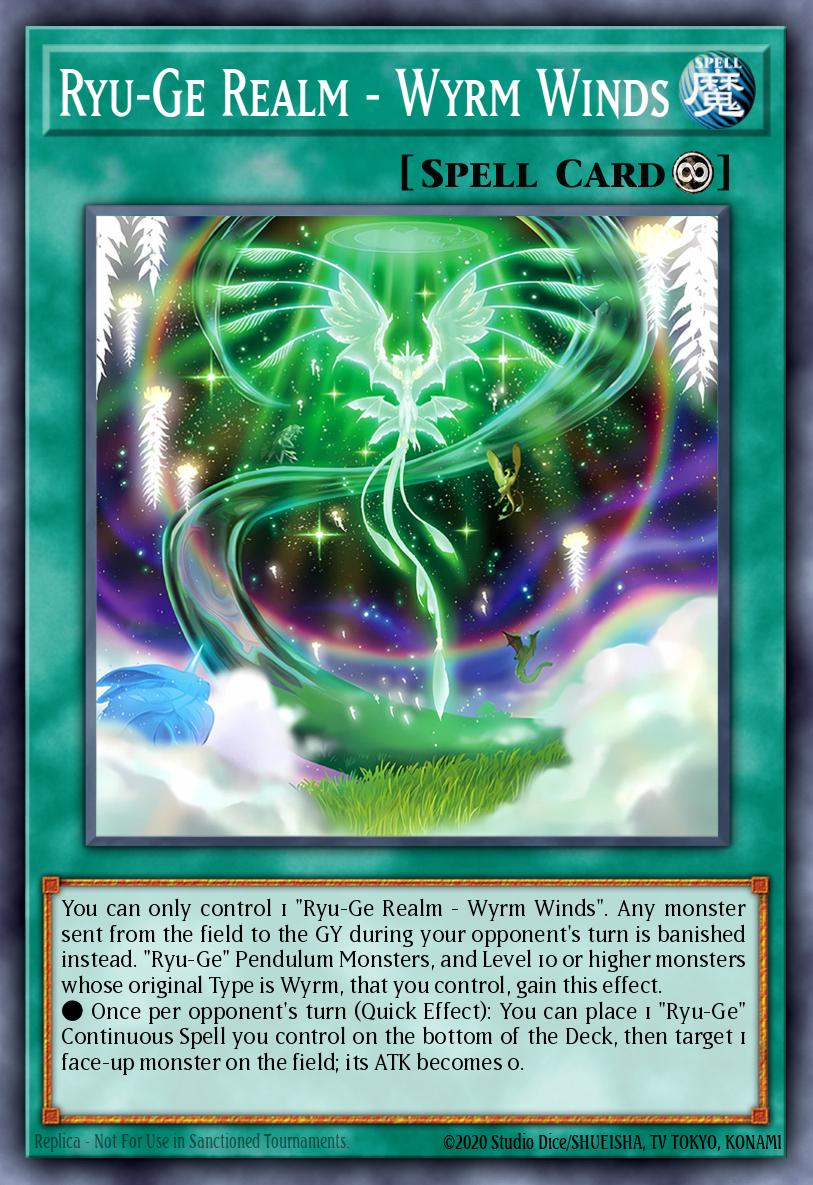 Ryu-Ge Realm - Wyrm Winds
SPELL
魔
[Spell Card]
You can only control 1 "Ryu-Ge Realm - Wyrm Winds". Any monster
sent from the field to the GY during your opponent's turn is banished
instead. "Ryu-Ge" Pendulum Monsters, and Level 10 or higher monsters
whose original Type is Wyrm, that you control, gain this effect.
● Once per opponent's turn (Quick Effect): You can place 1 "Ryu-Ge"
Continuous Spell you control on the bottom of the Deck, then target 1
face-up monster on the field; its ATK becomes 0.
Replica - Not For Use in Sanctioned Tournaments.
©2020 Studio Dice/SHUEISHA, TV TOKYO, KONAMI